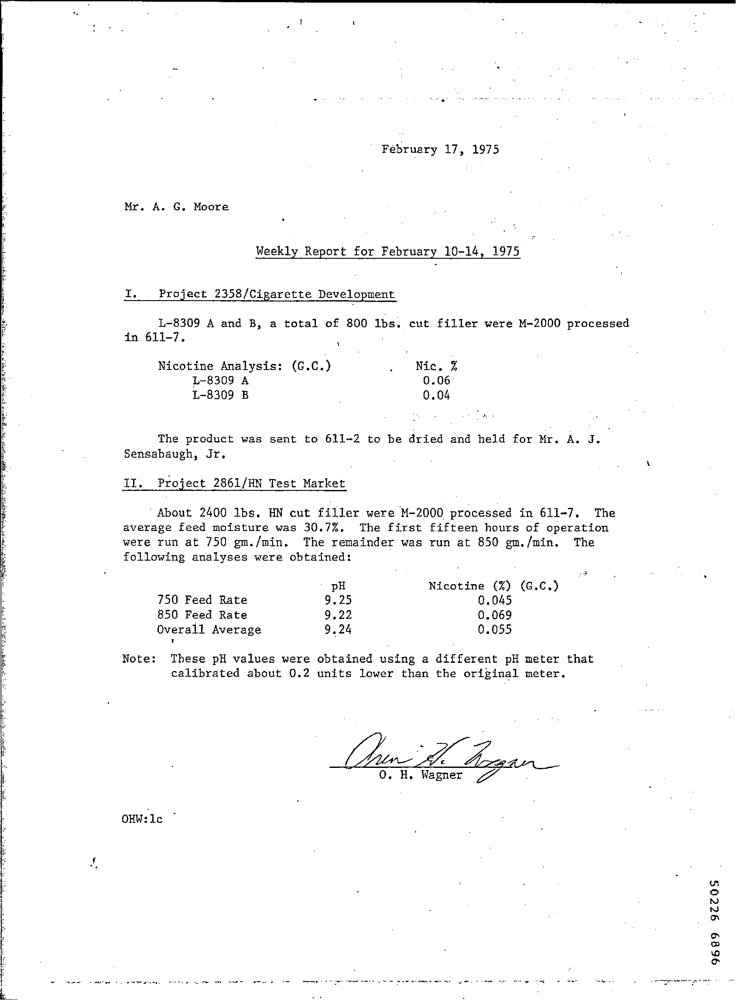 February 17, 1975
Mr. A. G. Moore
Weekly Report for February 10-14, 1975
I. Project 2358/Cigarette Development
L-8309 A and B, a total of 800 lbs. cut filler were M-2000 processed
in 611-7.
Nicotine Analysis: (G.C.) Nic. %
L-8309 A 0.06
L-8309 B 0.04
The product was sent to 611-2 to be dried and held for Mr. A. J.
Sensabaugh, Jr.
II. Project 2861/HN Test Market
About 2400 lbs. HN cut filler were M-2000 processed in 611-7. The
average feed moisture was 30.7%. The first fifteen hours of operation
were run at 750 gm./min. The remainder was run at 850 gm./min. The
following analyses were obtained:
pH Nicotine (%) (G.C.)
750 Feed Rate 9.25 0.045
850 Feed Rate 9.22 0.069
Overall Average 9.24 0.055
Note: These pH values were obtained using a different pH meter that
calibrated about 0.2 units lower than the original meter.
Oren H. Wagner
O. H. Wagner
OHW:lc
50226 6896